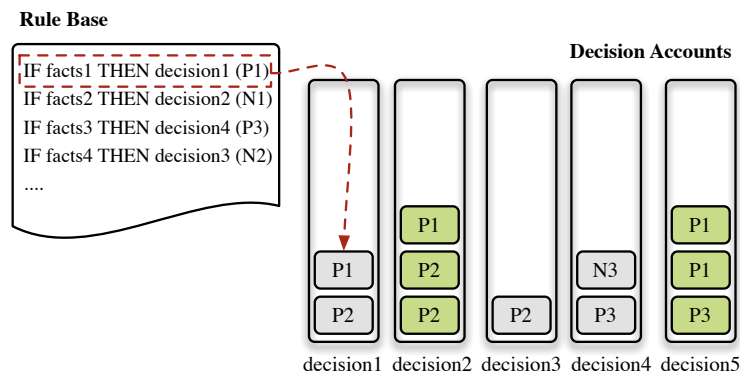 Rule Base
IF facts1 THEN decision1 (P1)
IF facts2 THEN decision2 (N1)
IF facts3 THEN decision4 (P3)
IF facts4 THEN decision3 (N2)
....
Decision Accounts
P1
P2
decision1
P1
P2
P2
decision2
P2
decision3
N3
P3
decision4
P1
P1
P3
decision5